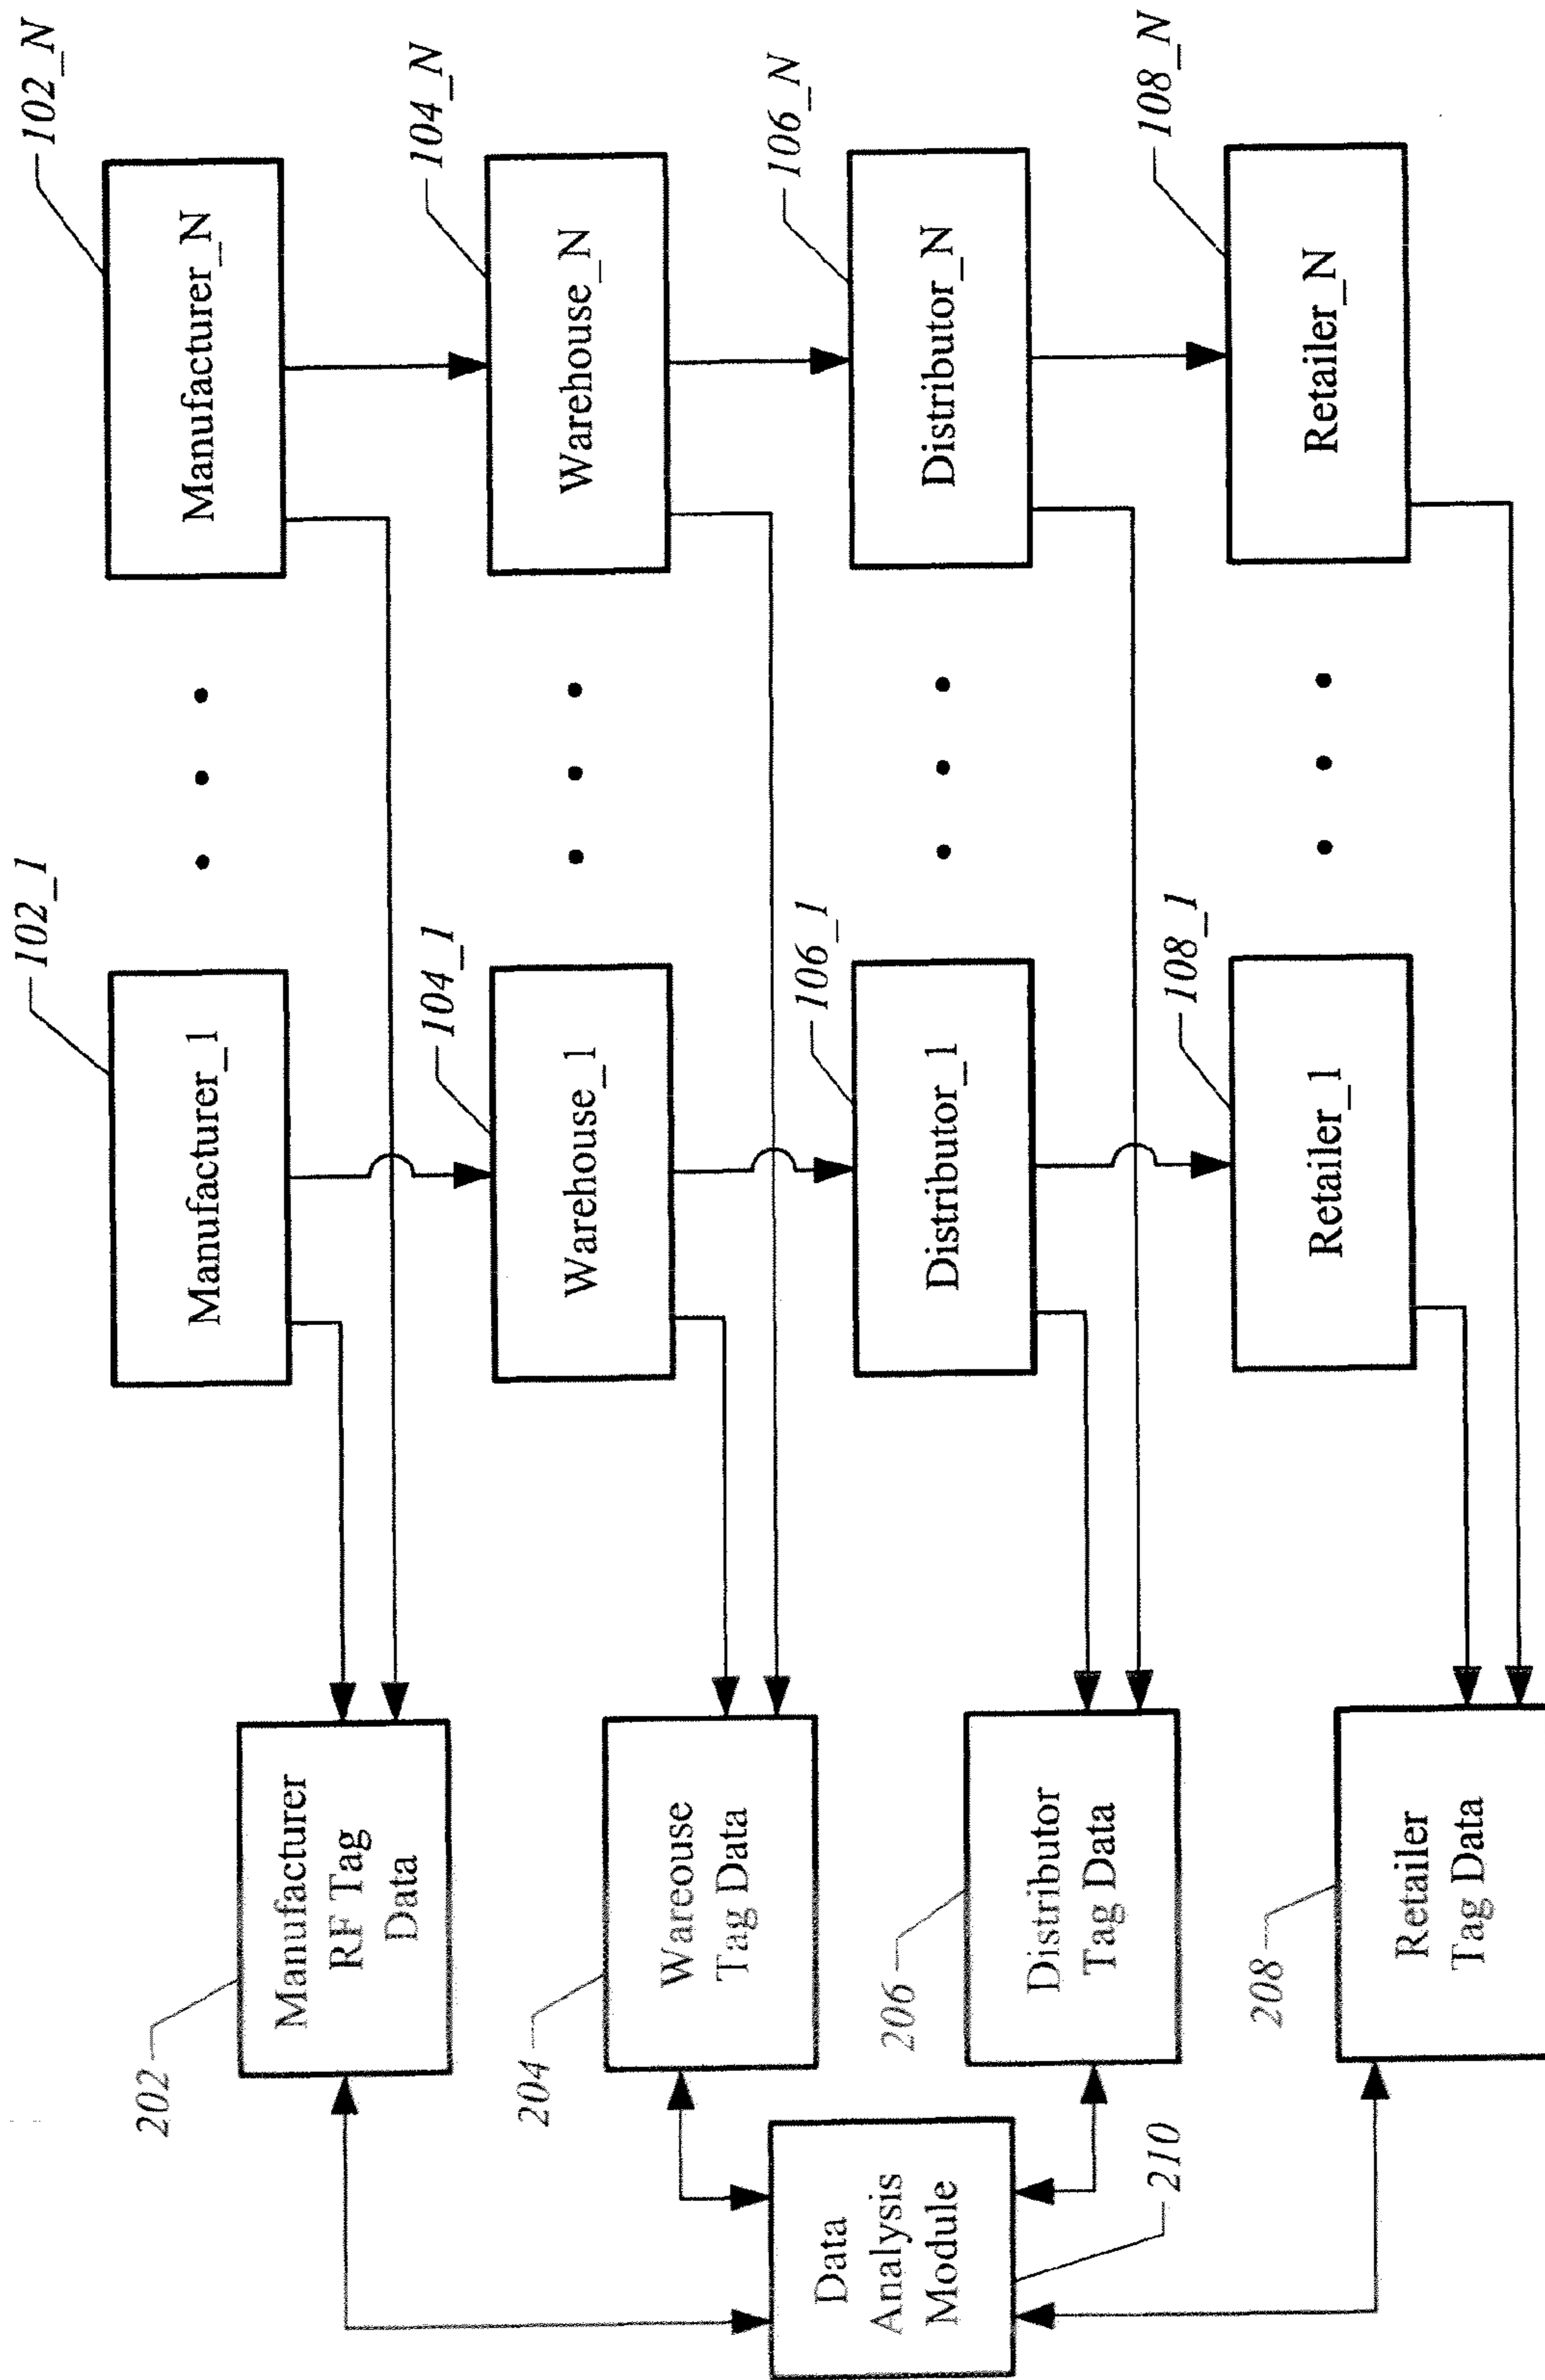 102_1
102_N
Manufacturer_1
Manufacturer_N
202
Manufacturer
RF Tag
Data
104_1
104_N
Warehouse_1
Warehouse_N
204
Wareouse
Tag Data
Data
Analysis
Module
210
106_1
106_N
Distributor_1
Distributor_N
206
Distributor
Tag Data
108_1
108_N
Retailer_1
Retailer_N
208
Retailer
Tag Data